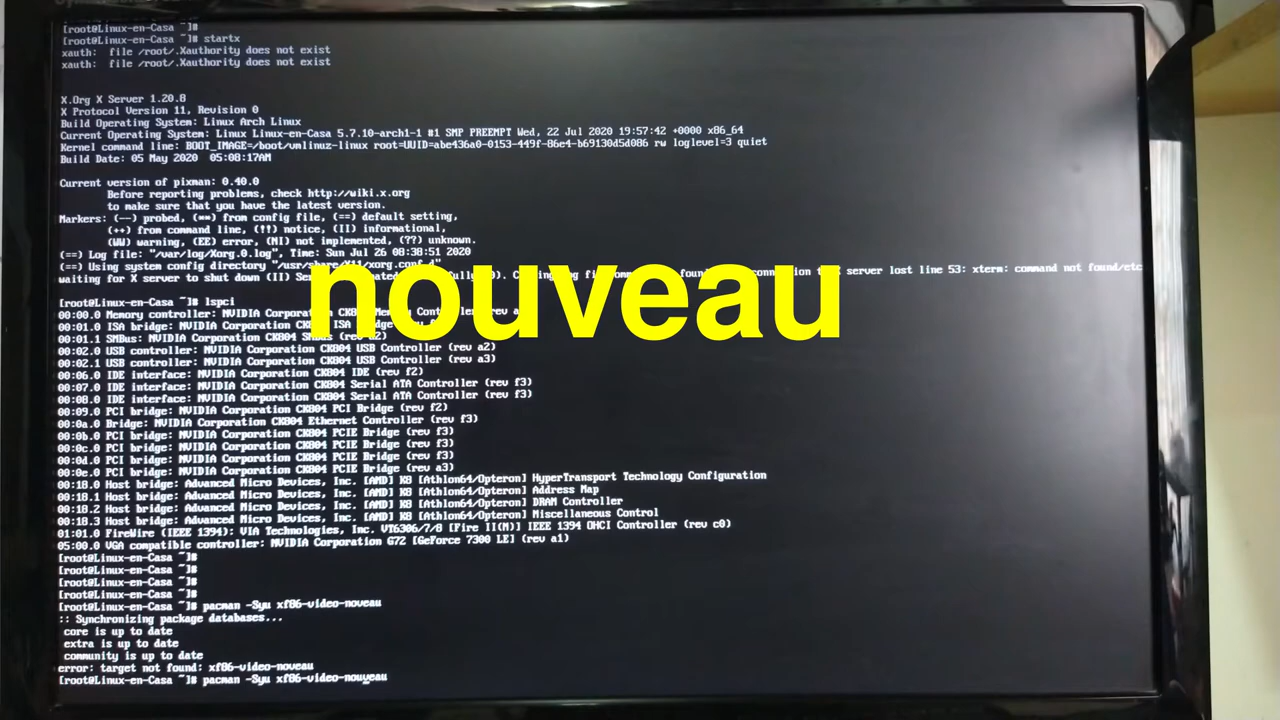 [root@Linux-en-Casa ~]#
[root@Linux-en-Casa ~]# startx
xauth:  file /root/.Xauthority does not exist
xauth:  file /root/.Xauthority does not exist
X.Org X Server 1.20.8
X Protocol Version 11, Revision 0
Build Operating System: Linux Arch Linux
Current Operating System: Linux Linux-en-Casa 5.7.10-arch1-1 #1 SMP PREEMPT Wed, 22 Jul 2020 19:57:42 +0000 x86_64
Kernel command line: BOOT_IMAGE=/boot/vmlinuz-linux root=UUID=abe436a0-0153-449f-86e4-b69130d5d086 rw loglevel=3 quiet
Build Date: 05 May 2020  05:08:17AM
Current version of pixman: 0.40.0
Before reporting problems, check http://wiki.x.org
to make sure that you have the latest version.
Markers: (--) probed, (**) from config file, (==) default setting,
(++) from command line, (!!) notice, (II) informational,
(WW) warning, (EE) error, (NI) not implemented, (??) unknown.
(==) Log file: "/var/log/Xorg.0.log", Time: Sun Jul 26 08:38:51 2020
(==) Using system config directory "/usr/share/X11/xorg.conf.d"
waiting for X server to shut down (II) server lost line 53: xterm: command not found/etc
nouveau
[root@Linux-en-Casa ~]# lspci
00:00.0 Memory controller: NVIDIA Corporation CK804 Memory Controller (rev a
00:01.0 ISA bridge: NVIDIA Corporation CK804 ISA Bridge (rev
00:01.1 SMBus: NVIDIA Corporation CK804 SMBus (rev a2)
00:02.0 USB controller: NVIDIA Corporation CK804 USB Controller (rev a2)
00:02.1 USB controller: NVIDIA Corporation CK804 USB Controller (rev a3)
00:06.0 IDE interface: NVIDIA Corporation CK804 IDE (rev f2)
00:07.0 IDE interface: NVIDIA Corporation CK804 Serial ATA Controller (rev f3)
00:08.0 IDE interface: NVIDIA Corporation CK804 Serial ATA Controller (rev f3)
00:09.0 PCI bridge: NVIDIA Corporation CK804 PCI Bridge (rev f2)
00:0a.0 Bridge: NVIDIA Corporation CK804 Ethernet Controller (rev f3)
00:0b.0 PCI bridge: NVIDIA Corporation CK804 PCIE Bridge (rev f3)
00:0c.0 PCI bridge: NVIDIA Corporation CK804 PCIE Bridge (rev f3)
00:0d.0 PCI bridge: NVIDIA Corporation CK804 PCIE Bridge (rev f3)
00:0e.0 PCI bridge: NVIDIA Corporation CK804 PCIE Bridge (rev a3)
00:18.0 Host bridge: Advanced Micro Devices, Inc. [AMD] K8 [Athlon64/Opteron] HyperTransport Technology Configuration
00:18.1 Host bridge: Advanced Micro Devices, Inc. [AMD] K8 [Athlon64/Opteron] Address Map
00:18.2 Host bridge: Advanced Micro Devices, Inc. [AMD] K8 [Athlon64/Opteron] DRAM Controller
00:18.3 Host bridge: Advanced Micro Devices, Inc. [AMD] K8 [Athlon64/Opteron] Miscellaneous Control
01:01.0 FireWire (IEEE 1394): VIA Technologies, Inc. VT6306/7/8 [Fire II(M)] IEEE 1394 OHCI Controller (rev c0)
05:00.0 VGA compatible controller: NVIDIA Corporation G72 [GeForce 7300 LE] (rev a1)
[root@Linux-en-Casa ~]#
[root@Linux-en-Casa ~]#
[root@Linux-en-Casa ~]#
[root@Linux-en-Casa ~]#
[root@Linux-en-Casa ~]# pacman -Syu xf86-video-noveau
:: Synchronizing package databases...
core is up to date
extra is up to date
community is up to date
error: target not found: xf86-video-noveau
[root@Linux-en-Casa ~]# pacman -Syu xf86-video-nouveau